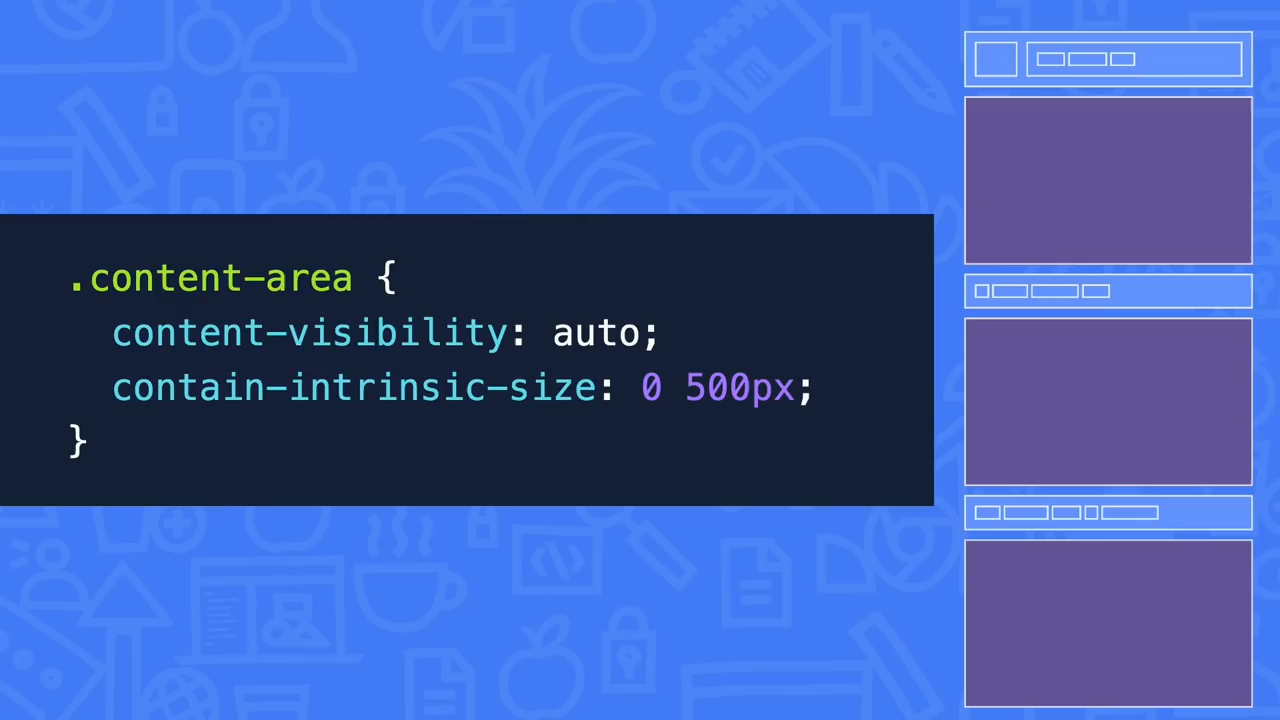 .content-area {
content-visibility: auto;
contain-intrinsic-size: 0 500px;
}